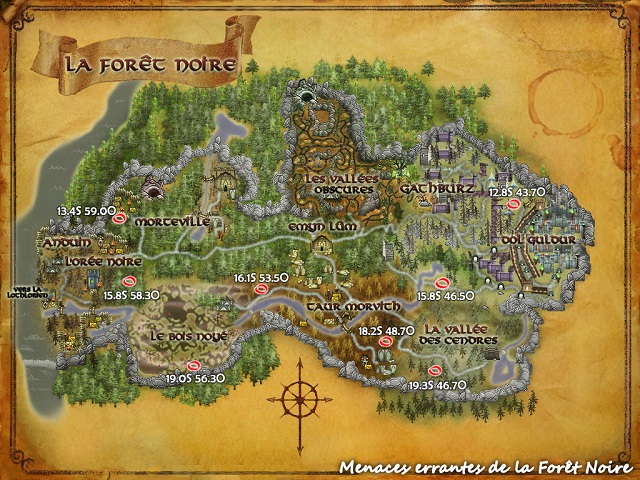 LA FORÊT NOIRE
LES VALLÉES
OBSCURES
GATHBURZ
12.8S 43.7O
13.4S 59.0O
MORTEVILLE
EMYN LÛM
DOL GULDUR
ANDUIN
L'ORÉE NOIRE
16.1S 53.5O
VERS LA
LOTHLÓRIEN
15.8S 58.3O
15.8S 46.5O
TAUR MORVITH
LE BOIS NOYÉ
18.2S 48.7O
LA VALLÉE
DES CENDRES
19.0S 56.3O
19.3S 46.7O
Menaces errantes de la Forêt Noire